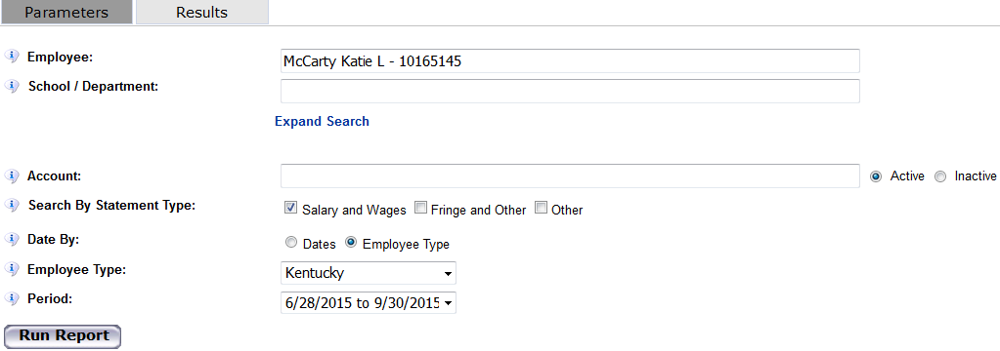 Parameters Results
Employee: McCarty Katie L - 10165145
School / Department:
Expand Search
Account: Active Inactive
Search By Statement Type: Salary and Wages Fringe and Other Other
Date By: Dates Employee Type
Employee Type: Kentucky
Period: 6/28/2015 to 9/30/2015
Run Report